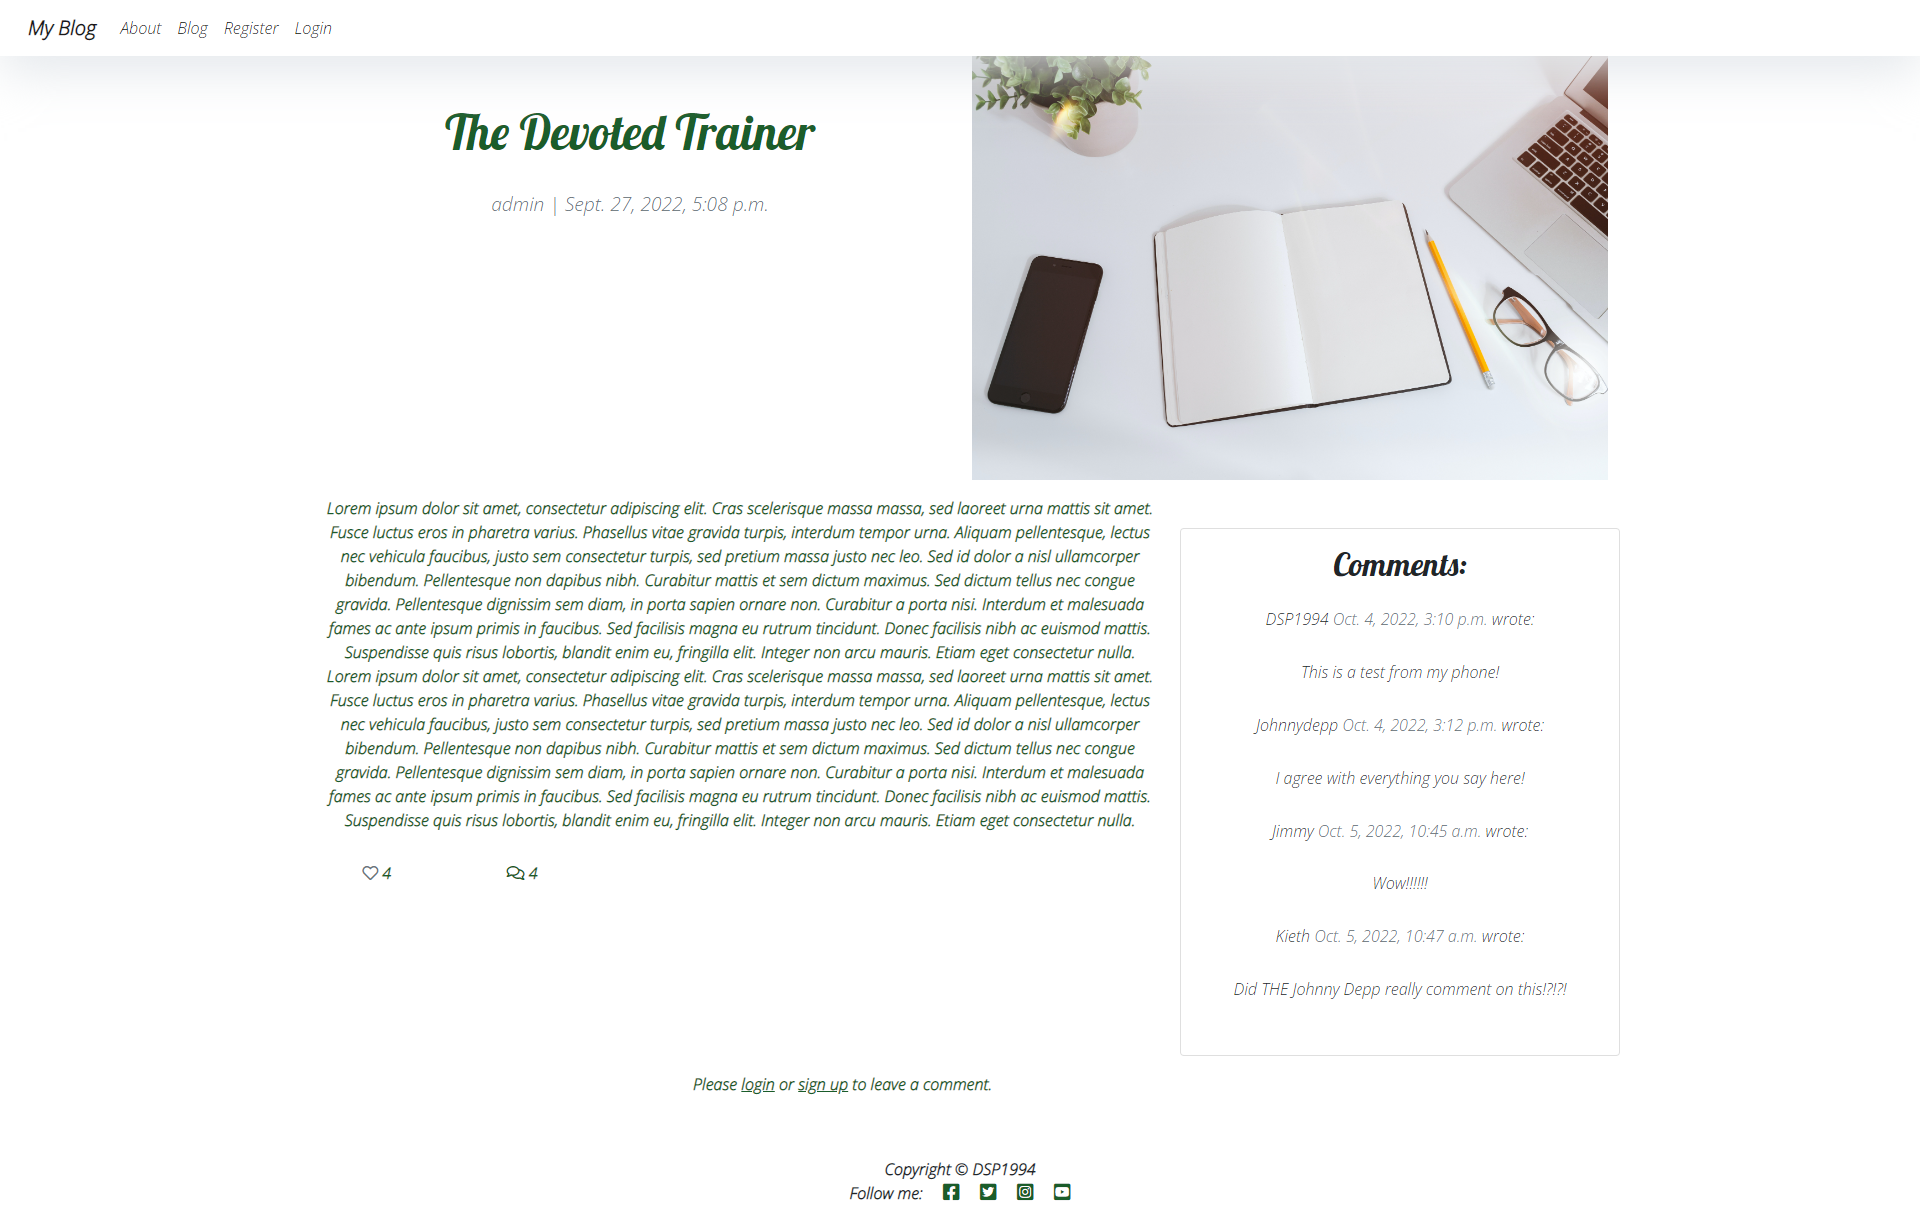 My Blog About Blog Register Login
The Devoted Trainer
admin | Sept. 27, 2022, 5:08 p.m.
Lorem ipsum dolor sit amet, consectetur adipiscing elit. Cras scelerisque massa massa, sed laoreet urna mattis sit amet.
Fusce luctus eros in pharetra varius. Phasellus vitae gravida turpis, interdum tempor urna. Aliquam pellentesque, lectus
nec vehicula faucibus, justo sem consectetur turpis, sed pretium massa justo nec leo. Sed id dolor a nisl ullamcorper
bibendum. Pellentesque non dapibus nibh. Curabitur mattis et sem dictum maximus. Sed dictum tellus nec congue
gravida. Pellentesque dignissim sem diam, in porta sapien ornare non. Curabitur a porta nisi. Interdum et malesuada
fames ac ante ipsum primis in faucibus. Sed facilisis magna eu rutrum tincidunt. Donec facilisis nibh ac euismod mattis.
Suspendisse quis risus lobortis, blandit enim eu, fringilla elit. Integer non arcu mauris. Etiam eget consectetur nulla.
Lorem ipsum dolor sit amet, consectetur adipiscing elit. Cras scelerisque massa massa, sed laoreet urna mattis sit amet.
Fusce luctus eros in pharetra varius. Phasellus vitae gravida turpis, interdum tempor urna. Aliquam pellentesque, lectus
nec vehicula faucibus, justo sem consectetur turpis, sed pretium massa justo nec leo. Sed id dolor a nisl ullamcorper
bibendum. Pellentesque non dapibus nibh. Curabitur mattis et sem dictum maximus. Sed dictum tellus nec congue
gravida. Pellentesque dignissim sem diam, in porta sapien ornare non. Curabitur a porta nisi. Interdum et malesuada
fames ac ante ipsum primis in faucibus. Sed facilisis magna eu rutrum tincidunt. Donec facilisis nibh ac euismod mattis.
Suspendisse quis risus lobortis, blandit enim eu, fringilla elit. Integer non arcu mauris. Etiam eget consectetur nulla.
4 4
Comments:
DSP1994 Oct. 4, 2022, 3:10 p.m. wrote:
This is a test from my phone!
Johnnydepp Oct. 4, 2022, 3:12 p.m. wrote:
I agree with everything you say here!
Jimmy Oct. 5, 2022, 10:45 a.m. wrote:
Wow!!!!!!
Kieth Oct. 5, 2022, 10:47 a.m. wrote:
Did THE Johnny Depp really comment on this!?!?!
Please login or sign up to leave a comment.
Copyright © DSP1994
Follow me: